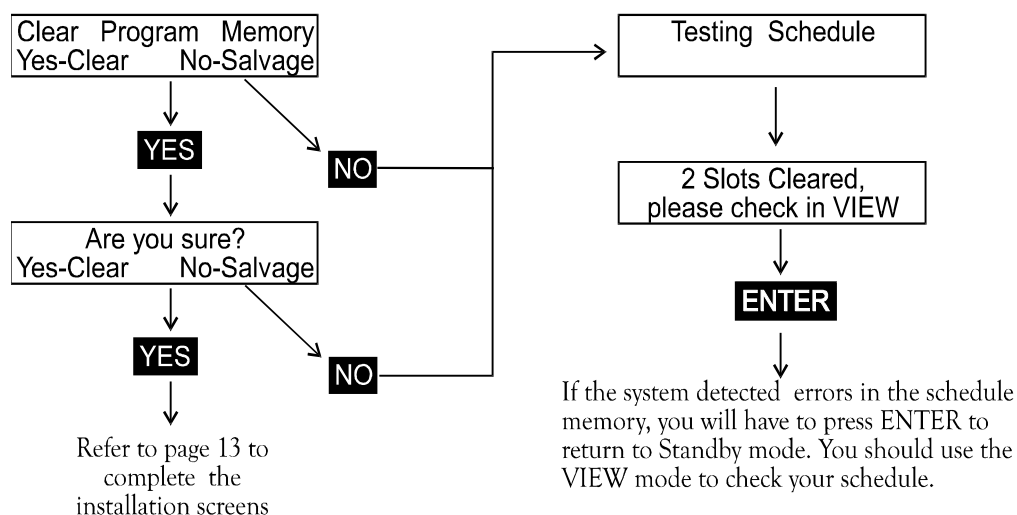 Clear Program Memory
Yes-Clear No-Salvage
YES
NO
Are you sure?
Yes-Clear No-Salvage
YES
NO
Refer to page 13 to
complete the
installation screens
Testing Schedule
2 Slots Cleared,
please check in VIEW
ENTER
If the system detected errors in the schedule
memory, you will have to press ENTER to
return to Standby mode. You should use the
VIEW mode to check your schedule.